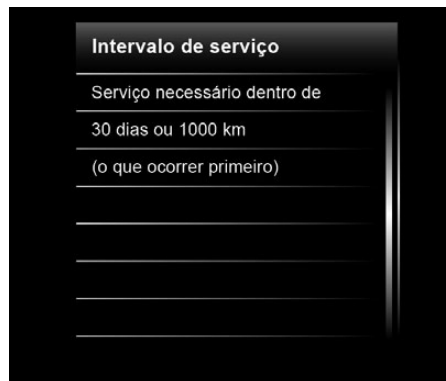 Intervalo de serviço
Serviço necessário dentro de
30 dias ou 1000 km
(o que ocorrer primeiro)